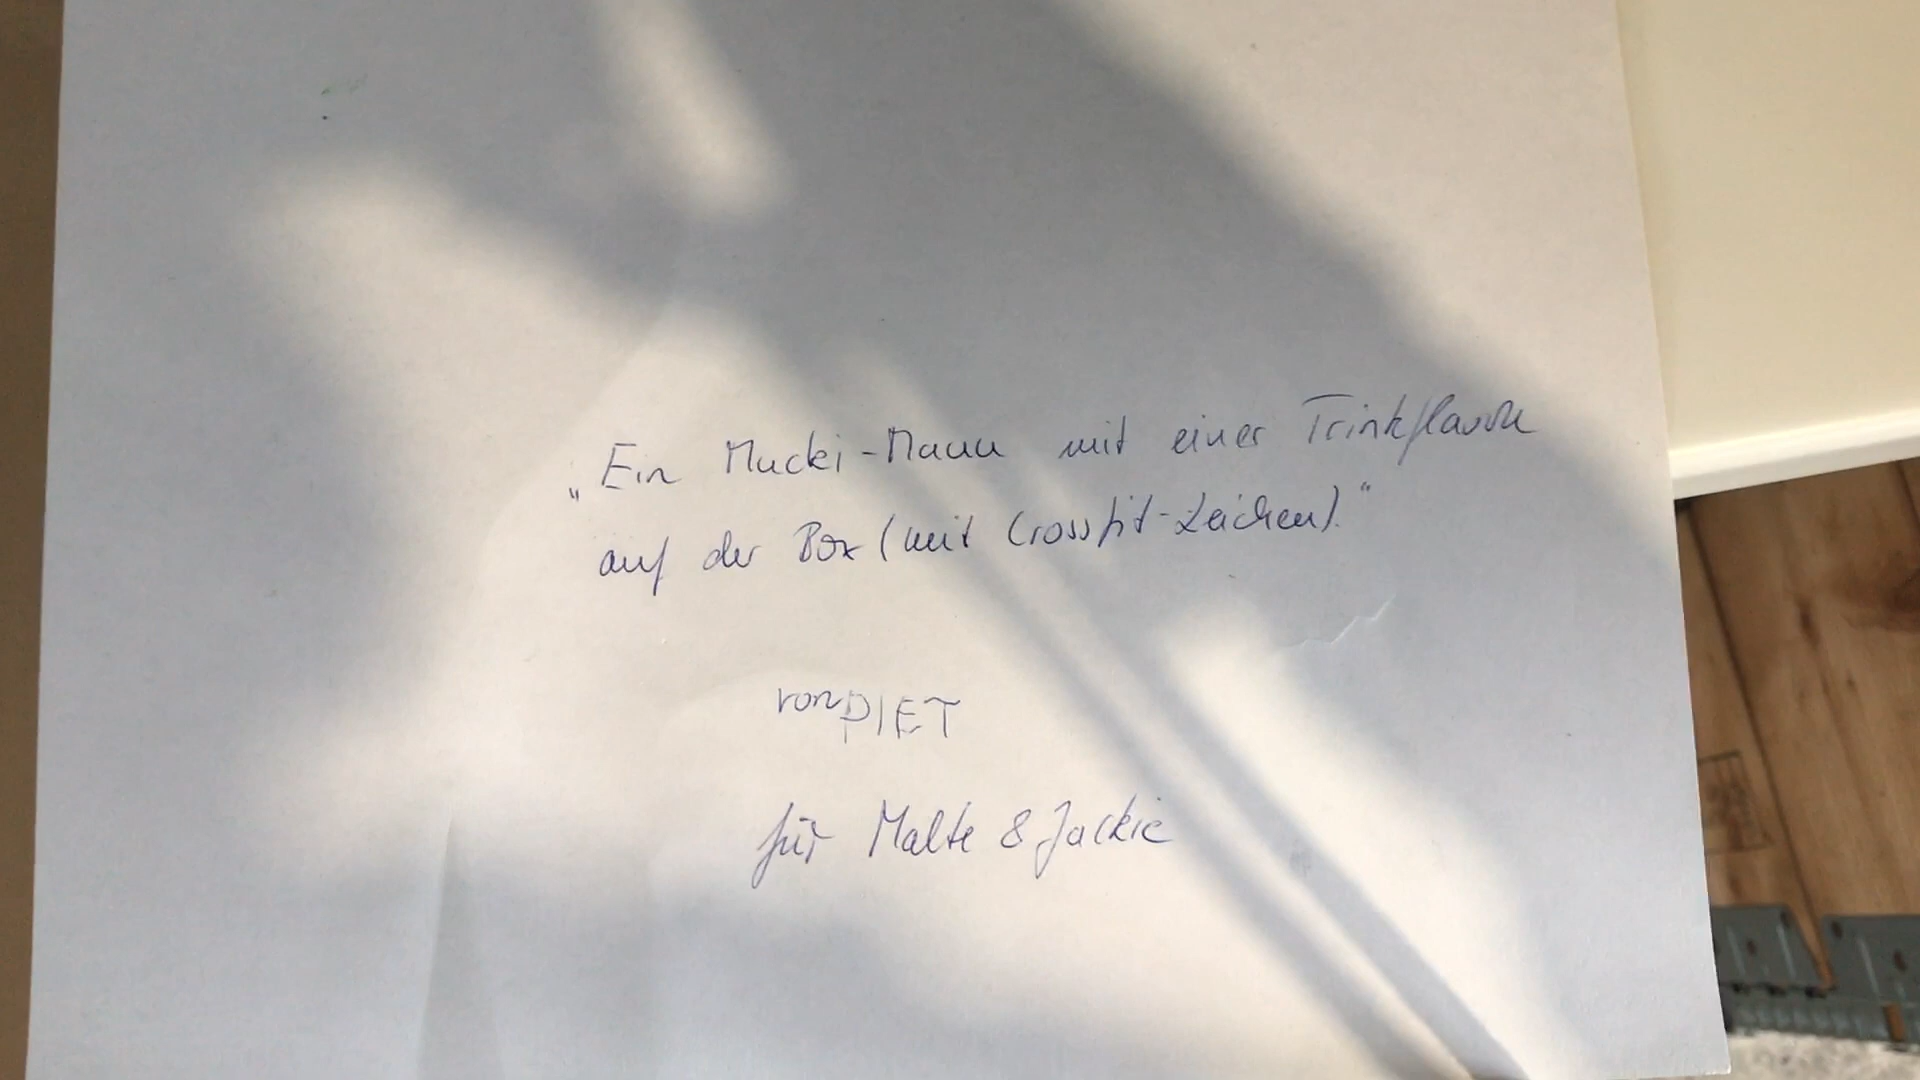 „Ein Mucki-Mann mit einer Trinkflasche
auf der Box (mit Crossfit-Zeichen)."
von PIET
für Malte & Jackie